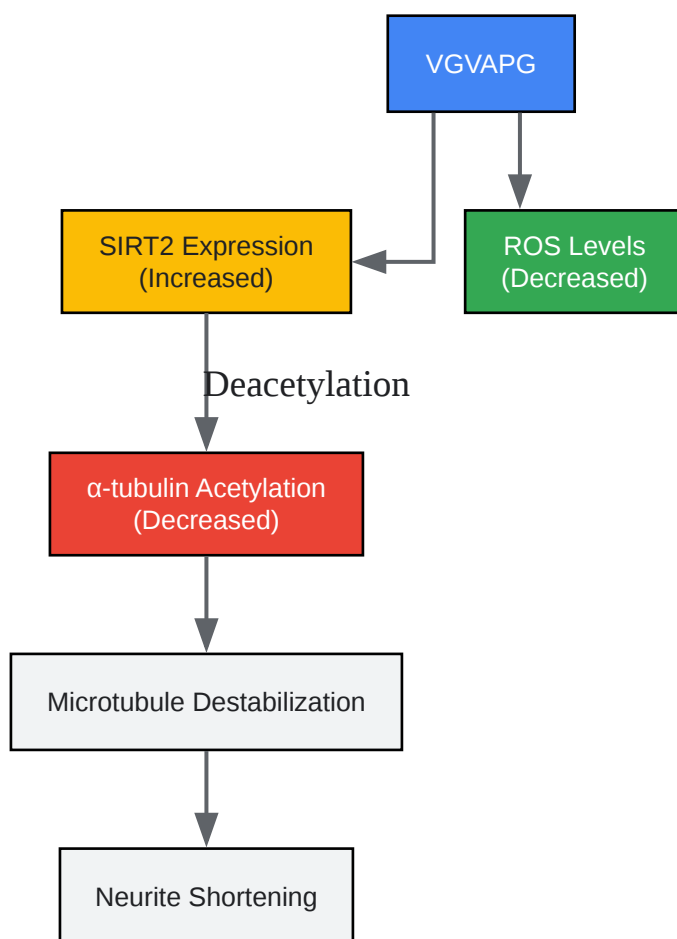 VGVAPG
SIRT2 Expression
(Increased)
ROS Levels
(Decreased)
Deacetylation
α-tubulin Acetylation
(Decreased)
Microtubule Destabilization
Neurite Shortening